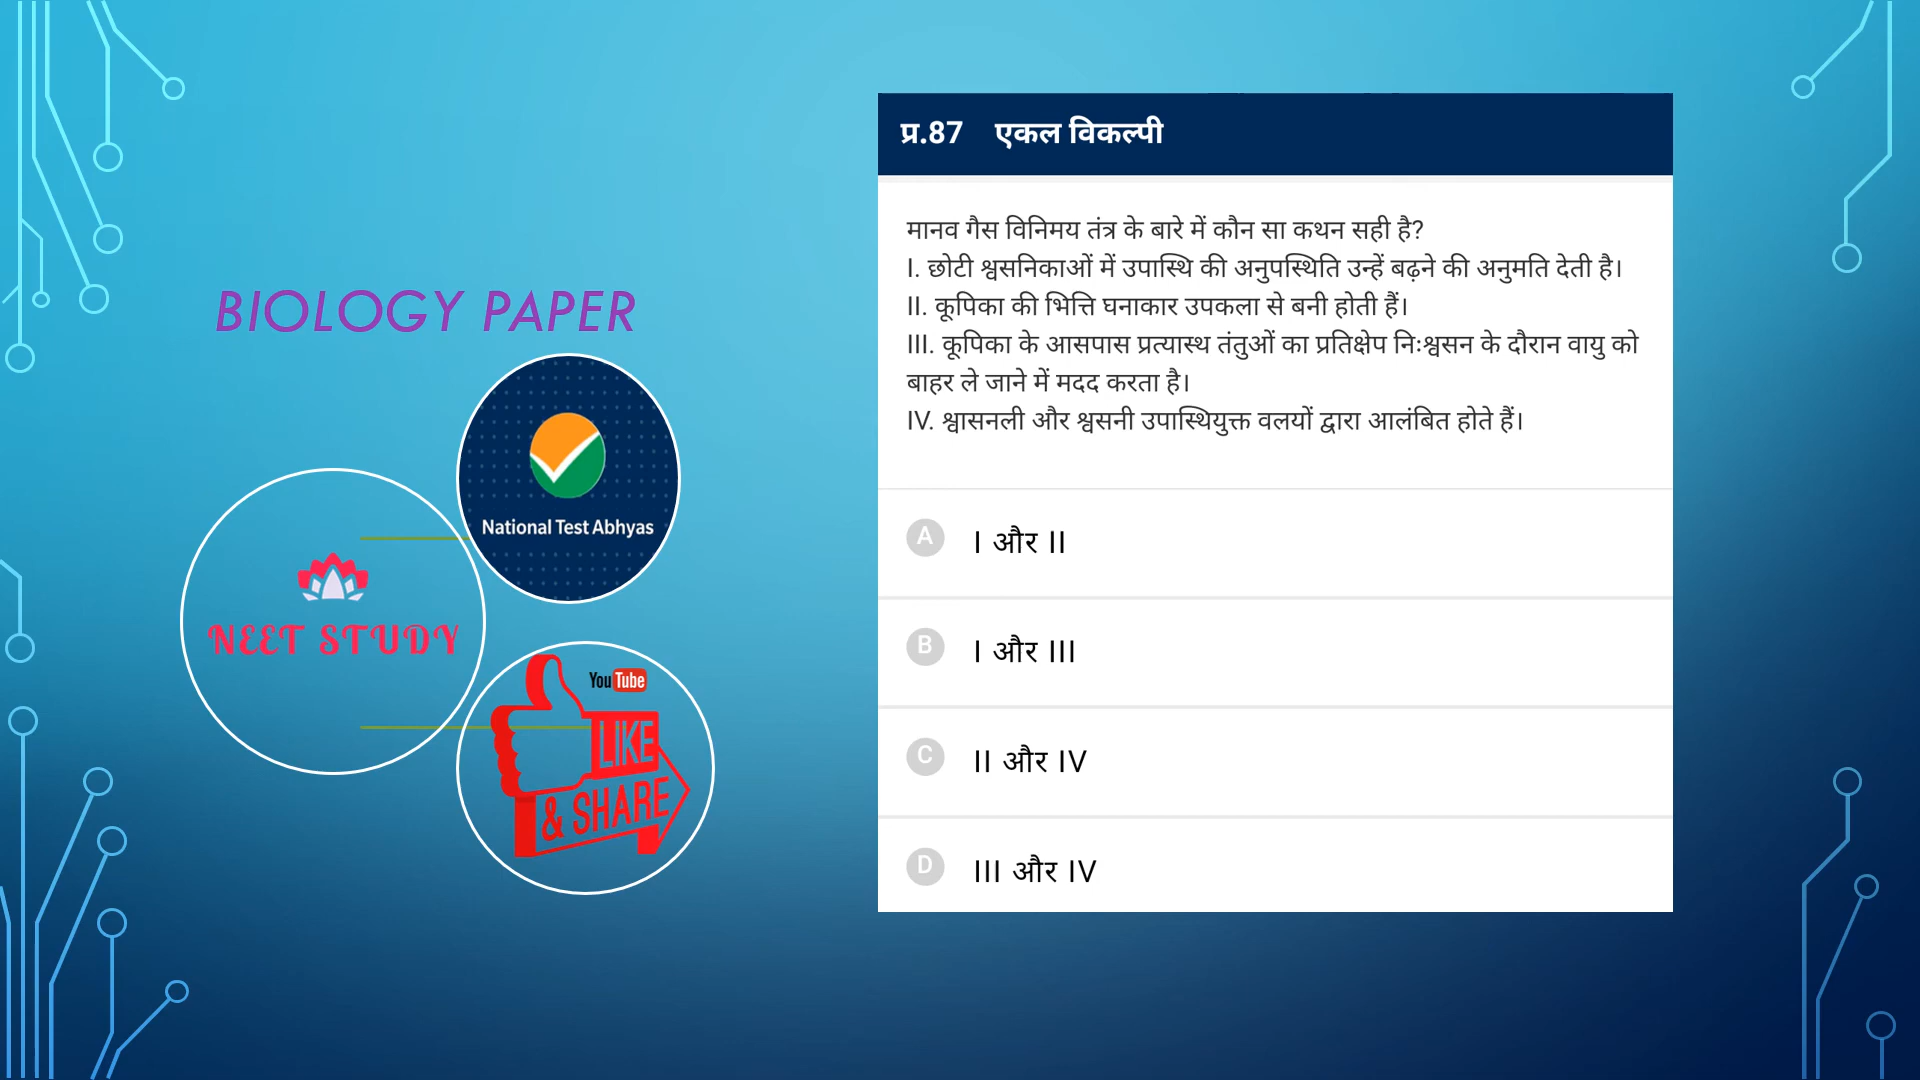 BIOLOGY PAPER
National Test Abhyas
NEET STUDY
YouTube
LIKE
& SHARE
प्र.87 एकल विकल्पी
मानव गैस विनिमय तंत्र के बारे में कौन सा कथन सही है?
I. छोटी श्वसनिकाओं में उपास्थि की अनुपस्थिति उन्हें बढ़ने की अनुमति देती है।
II. कूपिका की भित्ति घनाकार उपकला से बनी होती हैं।
III. कूपिका के आसपास प्रत्यास्थ तंतुओं का प्रतिक्षेप निःश्वसन के दौरान वायु को
बाहर ले जाने में मदद करता है।
IV. श्वासनली और श्वसनी उपास्थियुक्त वलयों द्वारा आलंबित होते हैं।
A I और II
B I और III
C II और IV
D III और IV